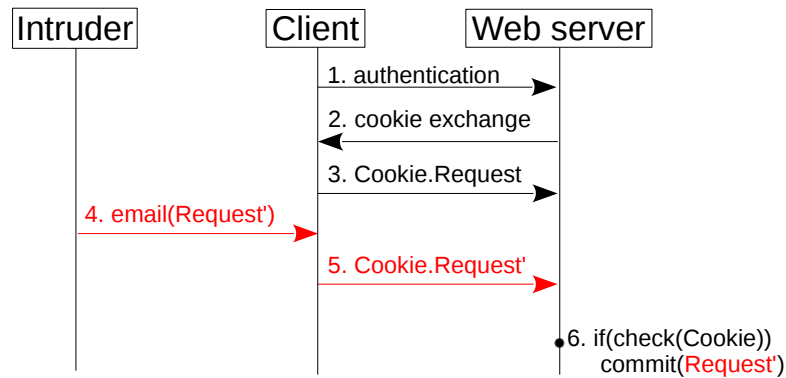 Intruder
Client
Web server
1. authentication
2. cookie exchange
3. Cookie.Request
4. email(Request')
5. Cookie.Request'
6. if(check(Cookie))
commit(Request')